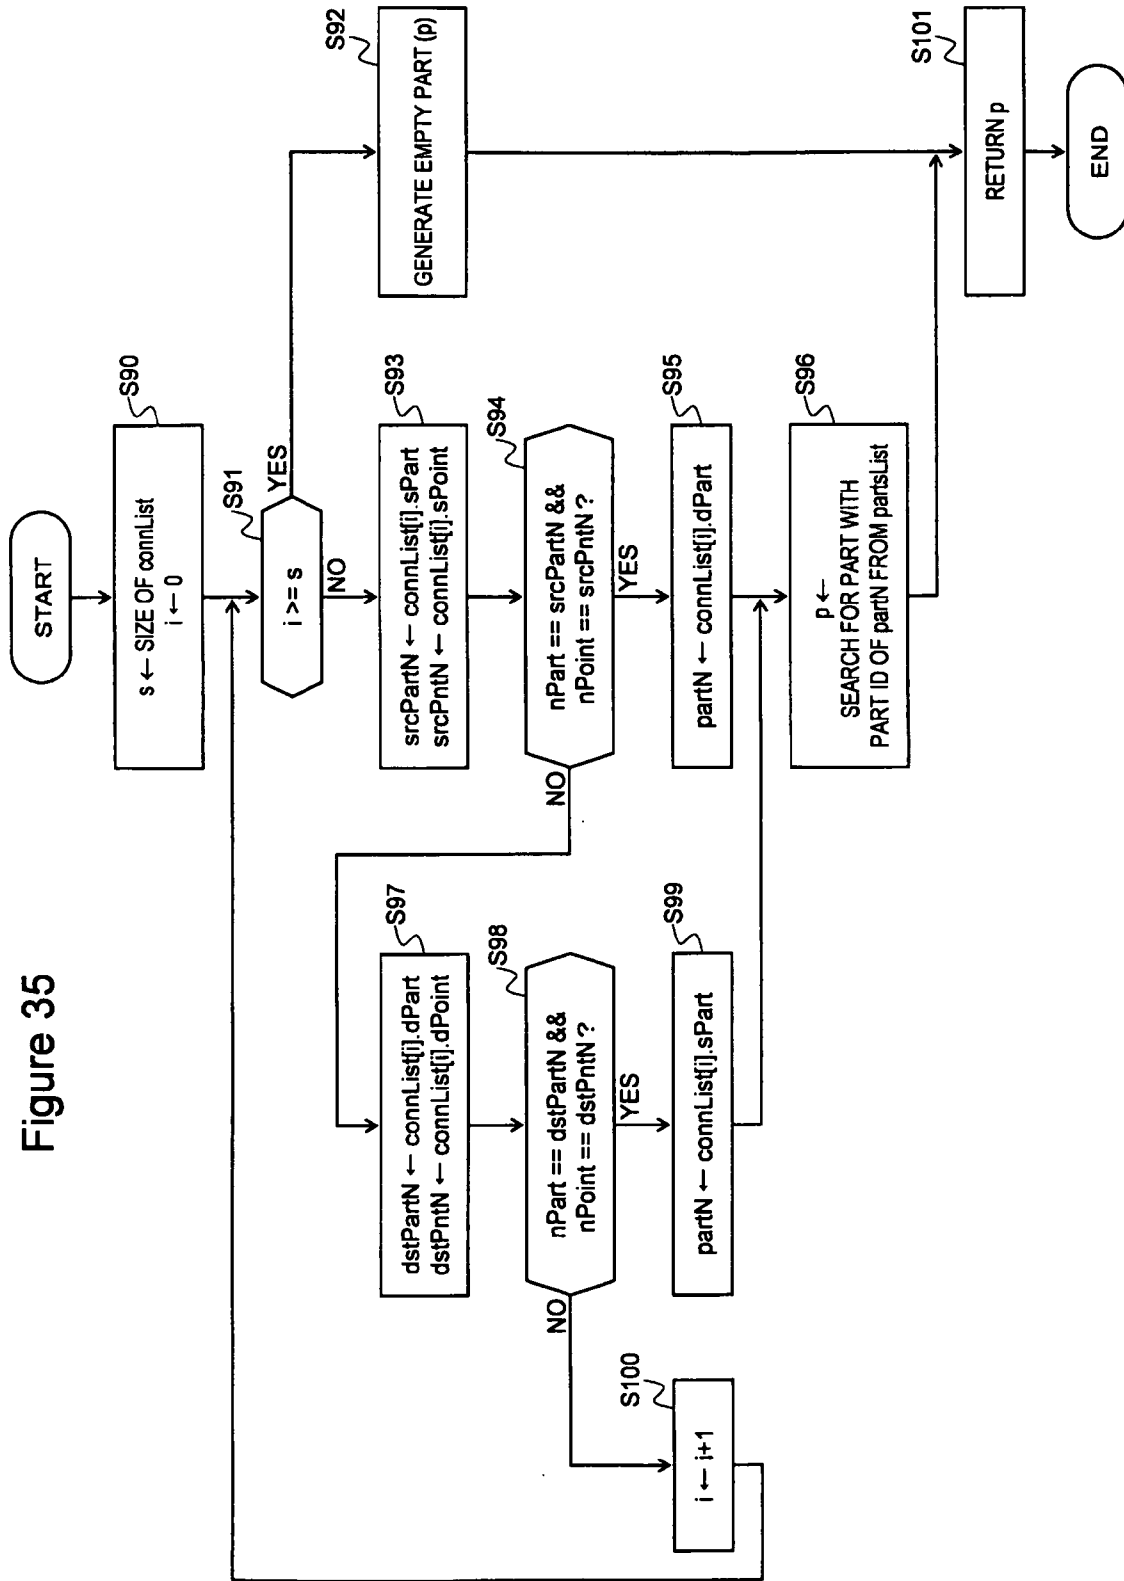 Figure 35
START
S90
s ← SIZE OF connList
i ← 0
S91
i >= s
YES
NO
S92
GENERATE EMPTY PART (p)
S93
srcPartN ← connList[i].sPart
srcPntN ← connList[i].sPoint
S94
nPart == srcPartN &&
nPoint == srcPntN ?
NO
YES
S95
partN ← connList[i].dPart
S96
p ←
SEARCH FOR PART WITH
PART ID OF partN FROM partsList
S97
dstPartN ← connList[i].dPart
dstPntN ← connList[i].dPoint
S98
nPart == dstPartN &&
nPoint == dstPntN ?
NO
YES
S99
partN ← connList[i].sPart
S100
i ← i+1
S101
RETURN p
END